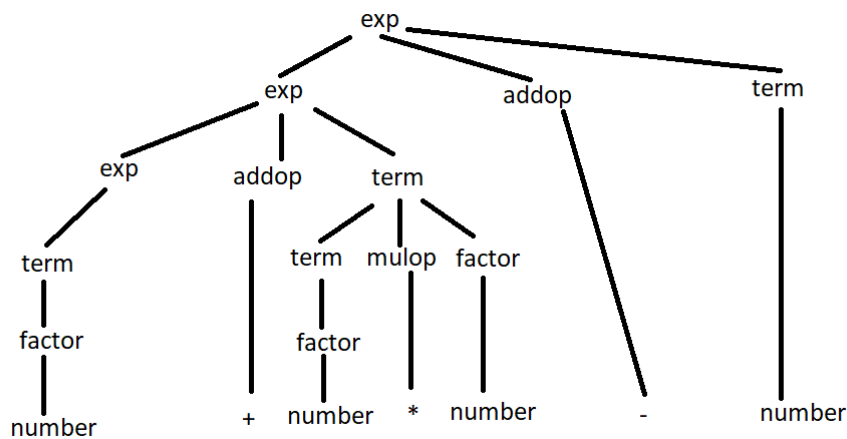 exp
exp addop term
exp addop term
term term mulop factor
factor factor
number + number * number - number